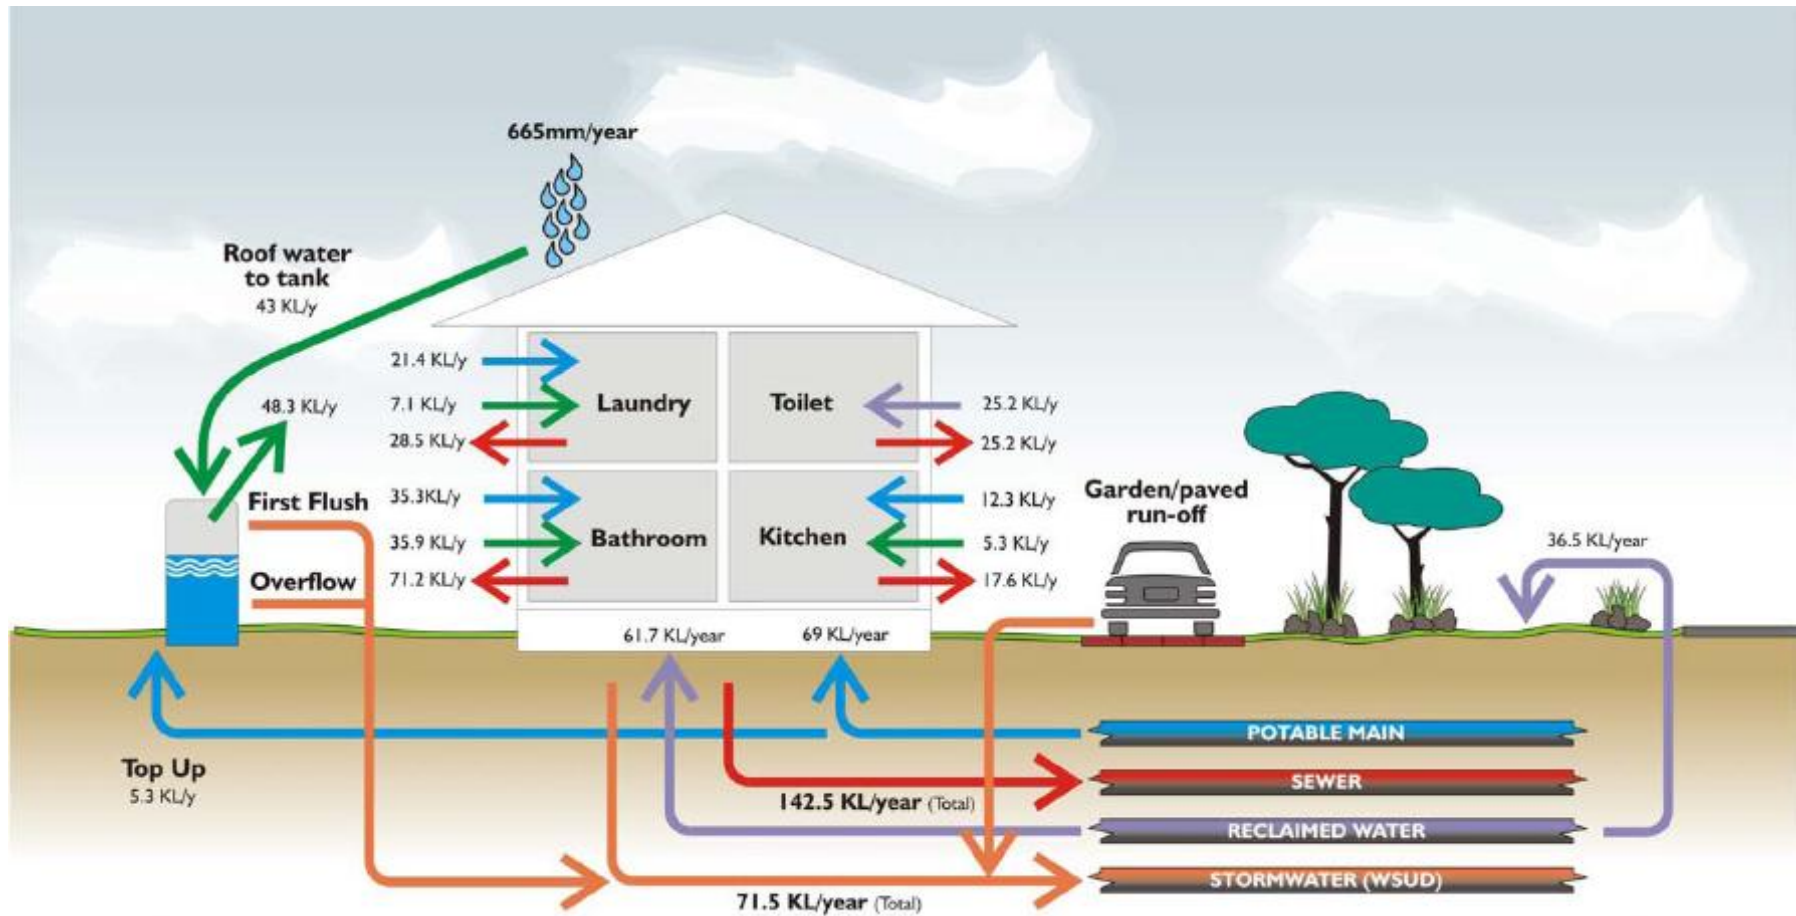 665mm/year
Roof water
to tank
43 KL/y
48.3 KL/y
First Flush
Overflow
21.4 KL/y
7.1 KL/y
28.5 KL/y
Laundry
Toilet
25.2 KL/y
25.2 KL/y
35.3KL/y
35.9 KL/y
71.2 KL/y
Bathroom
Kitchen
12.3 KL/y
5.3 KL/y
17.6 KL/y
Garden/paved
run-off
36.5 KL/year
61.7 KL/year
69 KL/year
Top Up
5.3 KL/y
POTABLE MAIN
SEWER
142.5 KL/year (Total)
RECLAIMED WATER
STORMWATER (WSUD)
71.5 KL/year (Total)